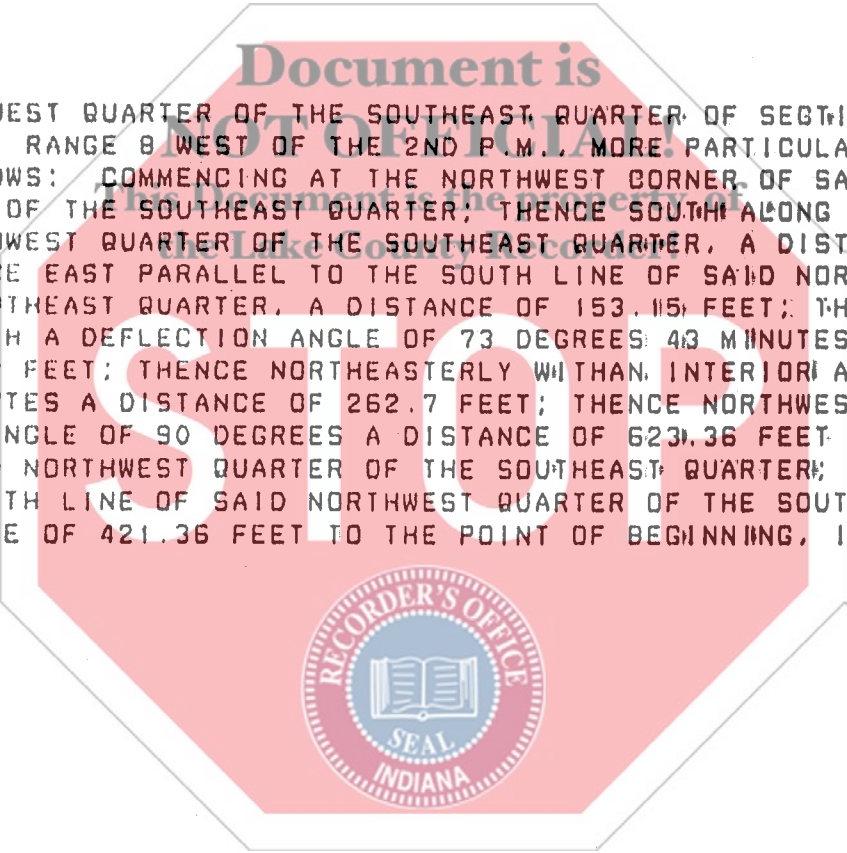 Document is
NOT OFFICIAL!
This Document is the property of
the Lake County Recorder!
STOP
WEST QUARTER OF THE SOUTHEAST QUARTER OF SECTI
RANGE 8 WEST OF THE 2ND P.M., MORE PARTICULA
OWS: COMMENCING AT THE NORTHWEST CORNER OF SA
OF THE SOUTHEAST QUARTER; THENCE SOUTH ALONG
HWEST QUARTER OF THE SOUTHEAST QUARTER, A DIST
CE EAST PARALLEL TO THE SOUTH LINE OF SAID NOR
THEAST QUARTER, A DISTANCE OF 153.15 FEET; TH
H A DEFLECTION ANGLE OF 73 DEGREES 43 MINUTES
FEET; THENCE NORTHEASTERLY WITH AN INTERIOR A
TES A DISTANCE OF 262.7 FEET; THENCE NORTHWES
NGLE OF 90 DEGREES A DISTANCE OF 623.36 FEET
NORTHWEST QUARTER OF THE SOUTHEAST QUARTER;
TH LINE OF SAID NORTHWEST QUARTER OF THE SOUT
E OF 421.36 FEET TO THE POINT OF BEGINNING, I
RECORDER'S OFFICE
SEAL
INDIANA